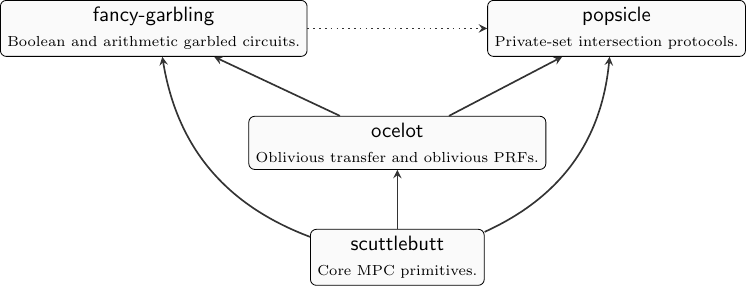 fancy-garbling
Boolean and arithmetic garbled circuits.
popsicle
Private-set intersection protocols.
ocelot
Oblivious transfer and oblivious PRFs.
scuttlebutt
Core MPC primitives.